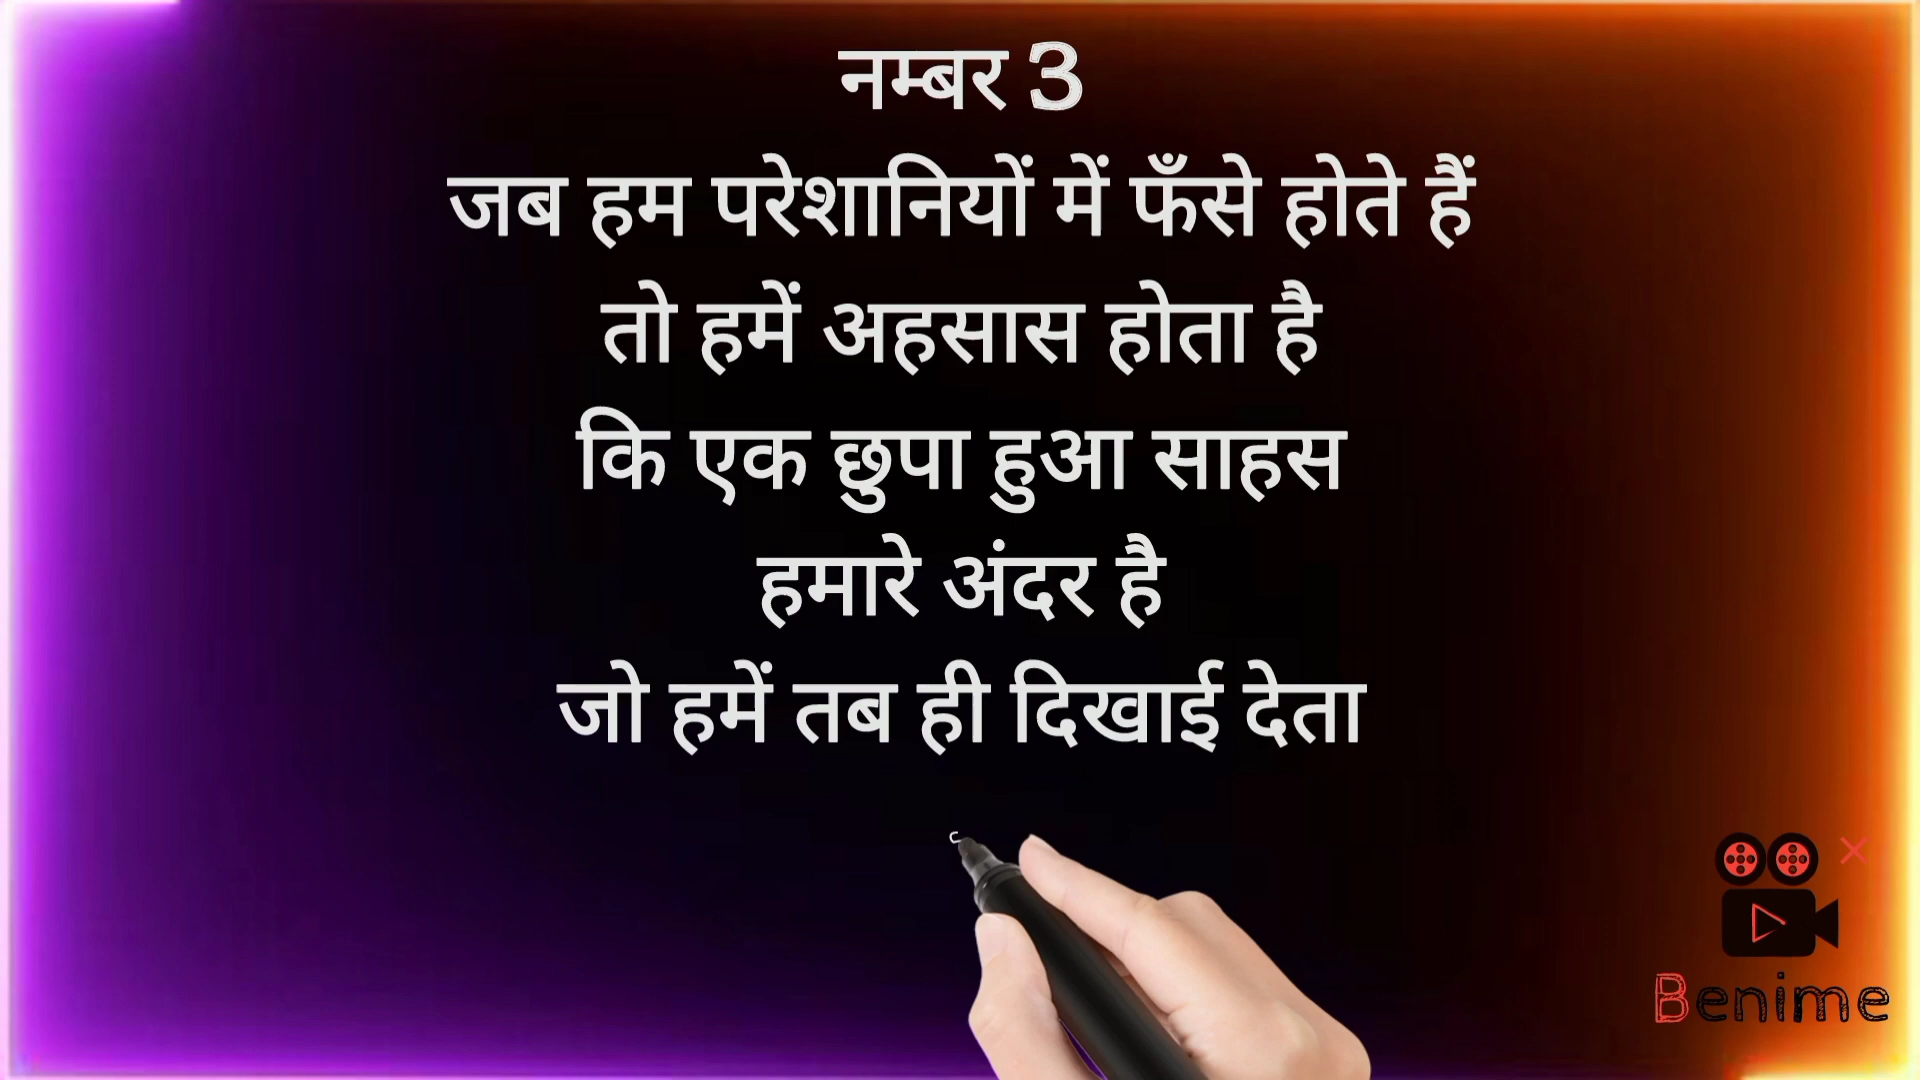 नम्बर 3
जब हम परेशानियों में फँसे होते हैं
तो हमें अहसास होता है
कि एक छुपा हुआ साहस
हमारे अंदर है
जो हमें तब ही दिखाई देता
Benime